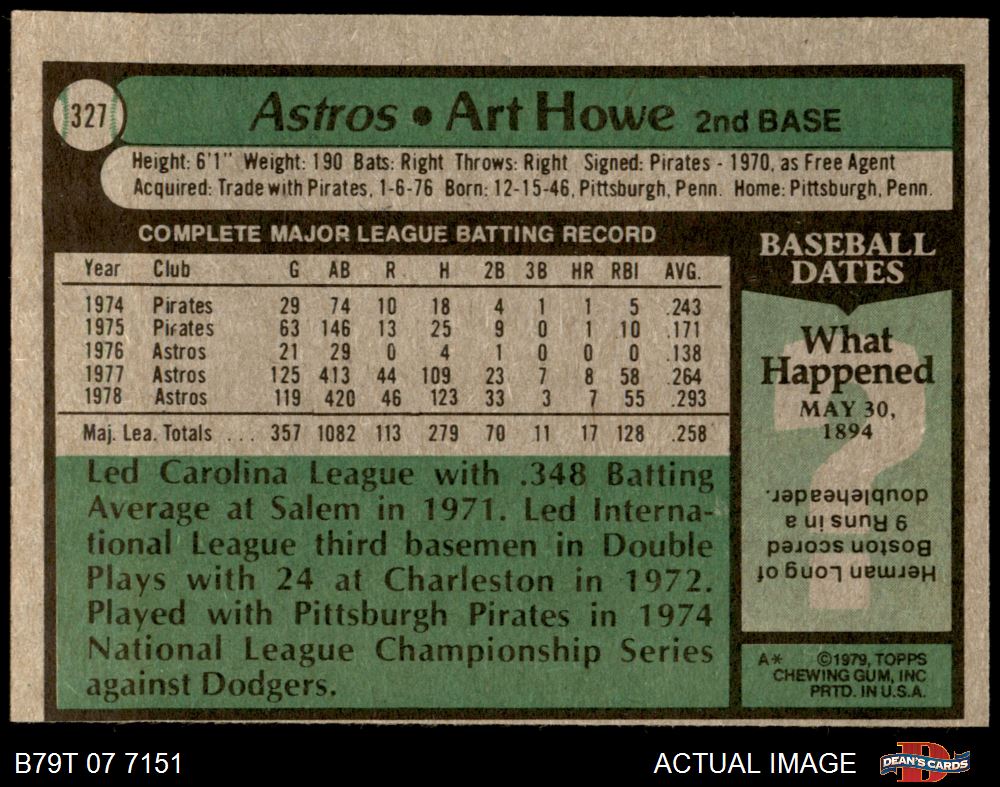 327
Astros • Art Howe 2nd BASE
Height: 6'1" Weight: 190 Bats: Right Throws: Right Signed: Pirates - 1970, as Free Agent
Acquired: Trade with Pirates, 1-6-76 Born: 12-15-46, Pittsburgh, Penn. Home: Pittsburgh, Penn.
COMPLETE MAJOR LEAGUE BATTING RECORD
Year Club G AB R H 2B 3B HR RBI AVG.
1974 Pirates 29 74 10 18 4 1 1 5 .243
1975 Pirates 63 146 13 25 9 0 1 10 .171
1976 Astros 21 29 0 4 1 0 0 0 .138
1977 Astros 125 413 44 109 23 7 8 58 .264
1978 Astros 119 420 46 123 33 3 7 55 .293
Maj. Lea. Totals ... 357 1082 113 279 70 11 17 128 .258
Led Carolina League with .348 Batting
Average at Salem in 1971. Led Interna-
tional League third basemen in Double
Plays with 24 at Charleston in 1972.
Played with Pittsburgh Pirates in 1974
National League Championship Series
against Dodgers.
BASEBALL
DATES
What
Happened
MAY 30,
1894
?
Herman Long of
Boston scored
9 Runs in a
doubleheader.
A* ©1979, TOPPS
CHEWING GUM, INC
PRTD. IN U.S.A.
B79T 07 7151
ACTUAL IMAGE
D
DEAN'S CARDS